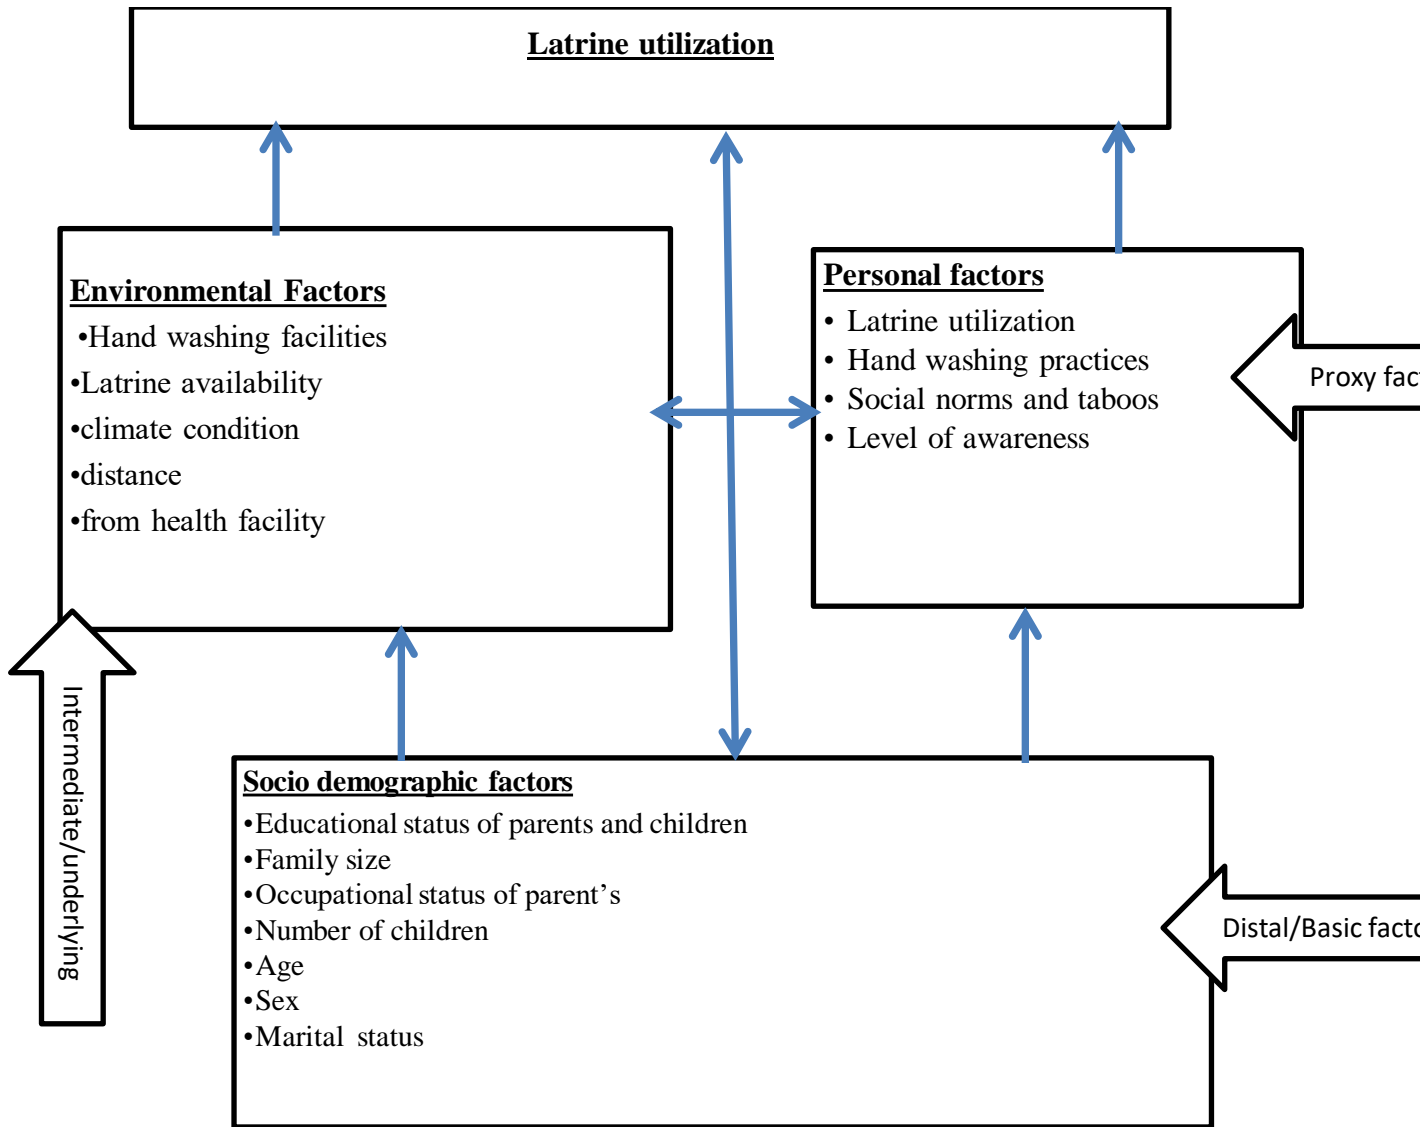 Latrine utilization
Environmental Factors
•Hand washing facilities
•Latrine availability
•climate condition
•distance
•from health facility
Personal factors
• Latrine utilization
• Hand washing practices
• Social norms and taboos
• Level of awareness
Proxy fac
Intermediate/underlying
Socio demographic factors
•Educational status of parents and children
•Family size
•Occupational status of parent’s
•Number of children
•Age
•Sex
•Marital status
Distal/Basic facto